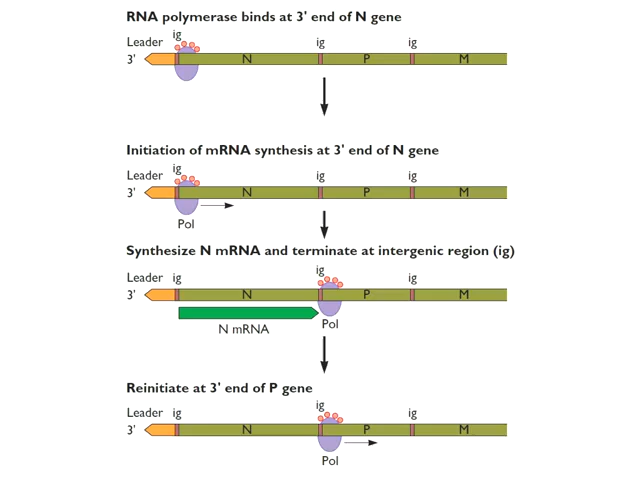 RNA polymerase binds at 3' end of N gene
ig
Leader ig ig
3' N P M
Initiation of mRNA synthesis at 3' end of N gene
ig
Leader ig ig
3' N P M
Pol
Synthesize N mRNA and terminate at intergenic region (ig)
ig
Leader ig ig
3' N P M
N mRNA Pol
Reinitiate at 3' end of P gene
ig
Leader ig ig
3' N P M
Pol